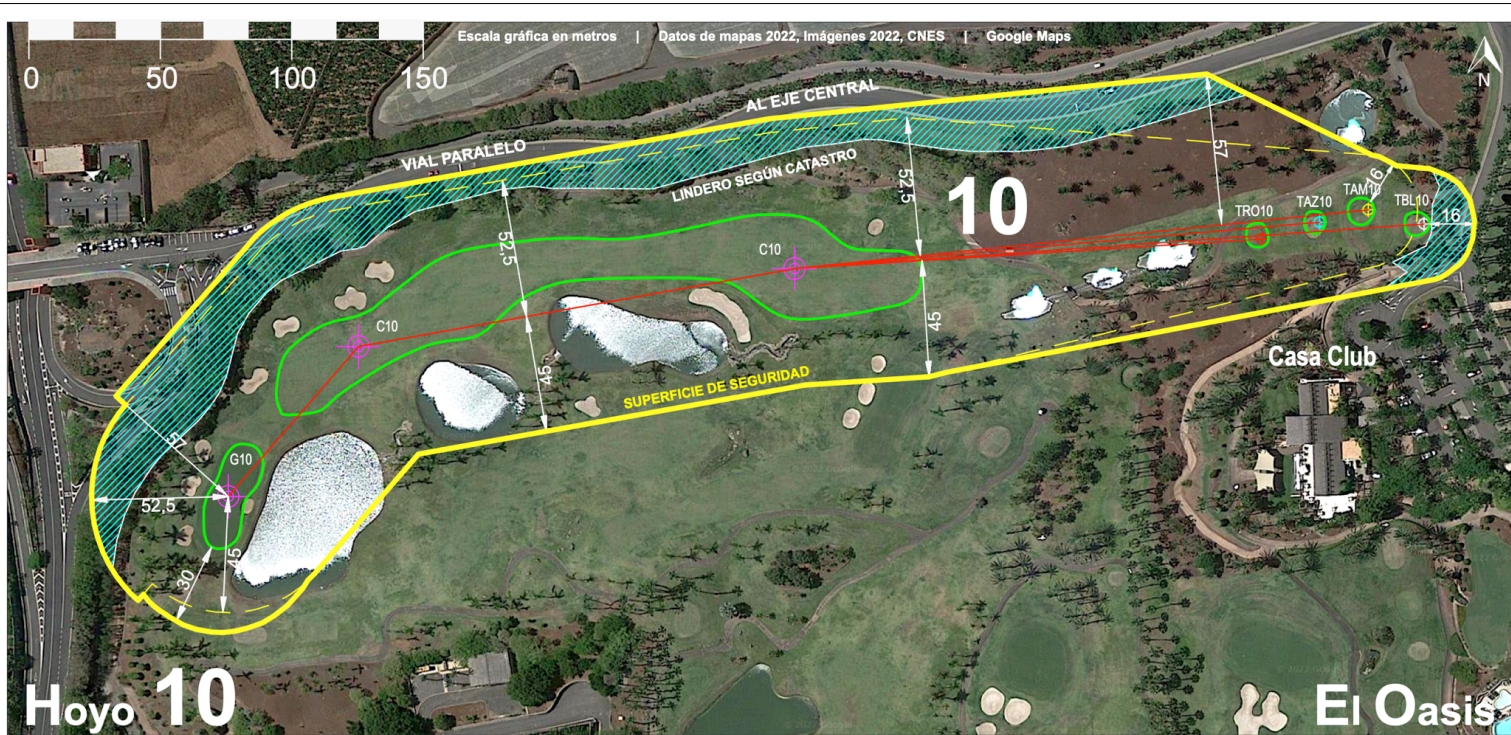 Escala gráfica en metros | Datos de mapas 2022, Imágenes 2022, CNES | Google Maps
0 50 100 150
N
AL EJE CENTRAL
VIAL PARALELO
LINDERO SEGÚN CATASTRO
57
16
52,5
10
TRO10
TAZ10
TAM10
TBL10
16
52,5
C10
C10
45
45
SUPERFICIE DE SEGURIDAD
Casa Club
57
G10
52,5
45
30
Hoyo 10
El Oasis